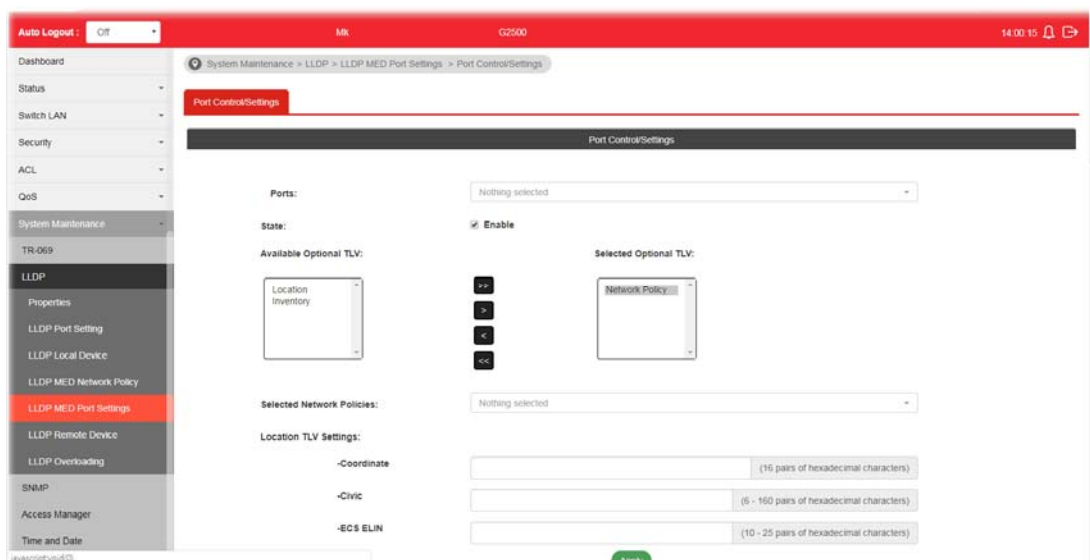 Auto Logout : Off Mk G2500 14:00:15
Dashboard
Status
Switch LAN
Security
ACL
QoS
System Maintenance
TR-069
LLDP
Properties
LLDP Port Setting
LLDP Local Device
LLDP MED Network Policy
LLDP MED Port Settings
LLDP Remote Device
LLDP Overloading
SNMP
Access Manager
Time and Date
System Maintenance > LLDP > LLDP MED Port Settings > Port Control/Settings
Port Control/Settings
Port Control/Settings
Ports: Nothing selected
State: Enable
Available Optional TLV: Selected Optional TLV:
Location
Inventory
>>
>
<
<<
Network Policy
Selected Network Policies: Nothing selected
Location TLV Settings:
-Coordinate (16 pairs of hexadecimal characters)
-Civic (6 - 160 pairs of hexadecimal characters)
-ECS ELIN (10 - 25 pairs of hexadecimal characters)
Apply